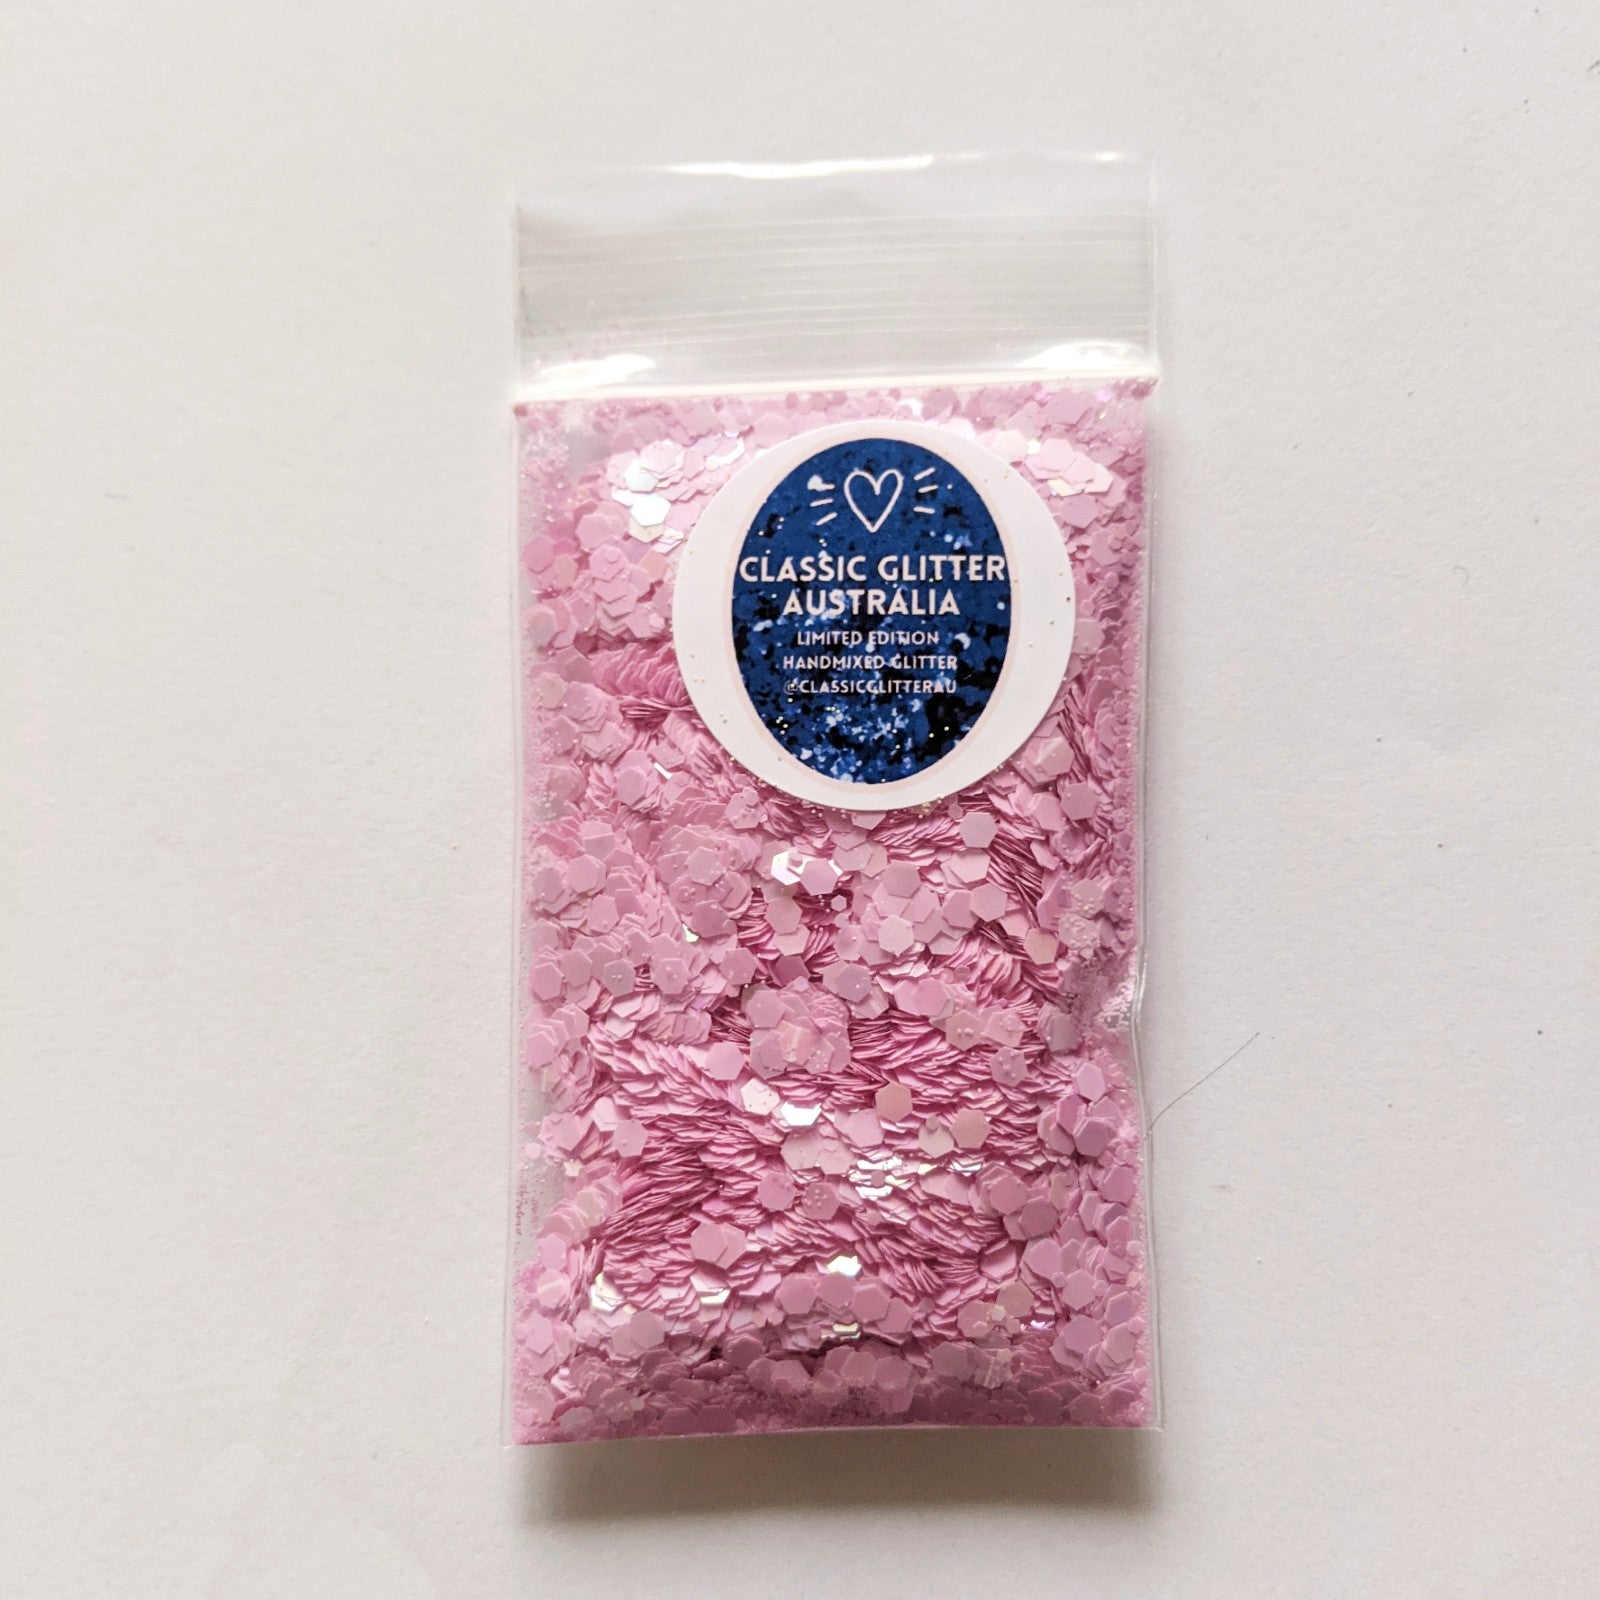 CLASSIC GLITTER
AUSTRALIA
LIMITED EDITION
HANDMIXED GLITTER
@CLASSICGLITTERAU